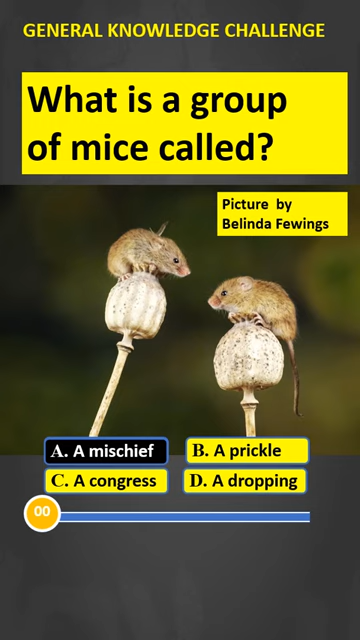 GENERAL KNOWLEDGE CHALLENGE
What is a group
of mice called?
Picture by
Belinda Fewings
A. A mischief
B. A prickle
C. A congress
D. A dropping
00